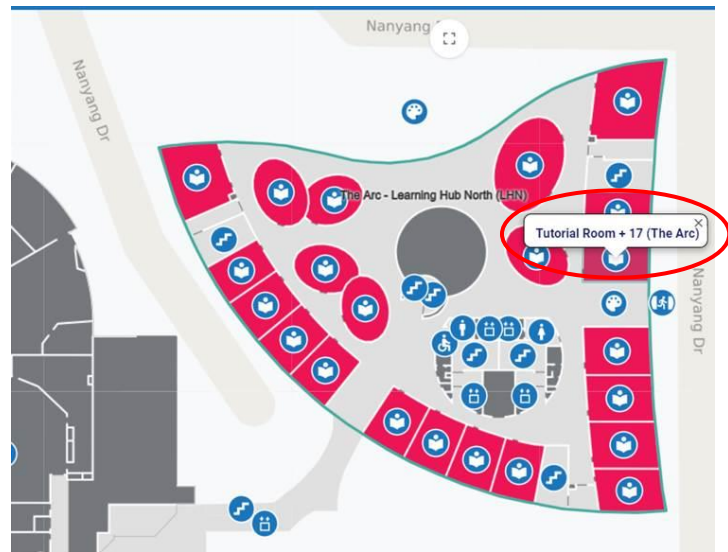 Nanyang
Nanyang Dr
The Arc - Learning Hub North (LHN)
Tutorial Room + 17 (The Arc)
Nanyang Dr